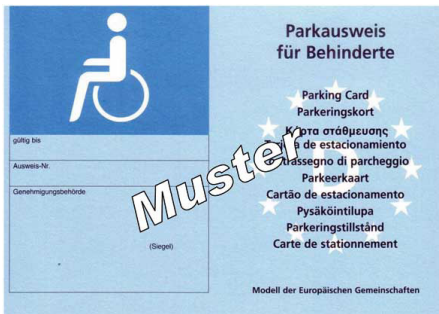 gültig bis
Ausweis-Nr.
Genehmigungsbehörde
(Siegel)
Muster
Parkausweis
für Behinderte
Parking Card
Parkeringskort
Κάρτα στάθμευσης
de estacionamiento
di parcheggio
Parkeerkaart
Cartão de estacionamento
Pysäköintilupa
Parkeringstillstånd
Carte de stationnement
D
Modell der Europäischen Gemeinschaften